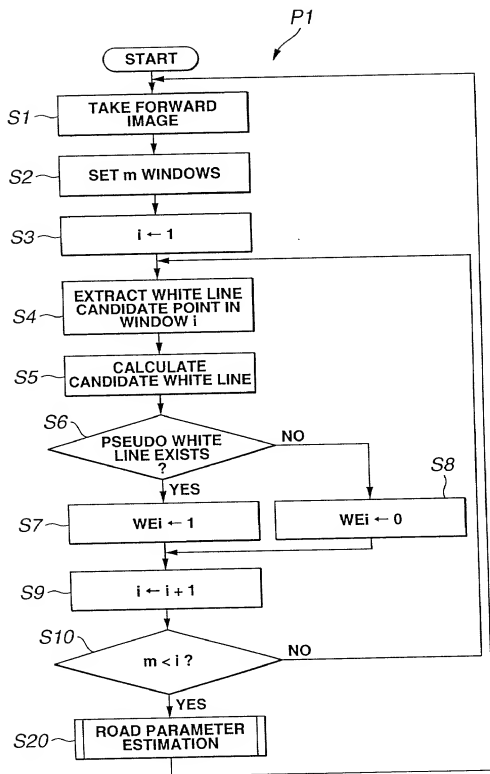 P1
START
S1
TAKE FORWARD
IMAGE
S2
SET m WINDOWS
S3
i ← 1
S4
EXTRACT WHITE LINE
CANDIDATE POINT IN
WINDOW i
S5
CALCULATE
CANDIDATE WHITE LINE
S6
PSEUDO WHITE
LINE EXISTS
?
NO
YES
S8
S7
WEi ← 1
WEi ← 0
S9
i ← i + 1
S10
m < i ?
NO
YES
S20
ROAD PARAMETER
ESTIMATION